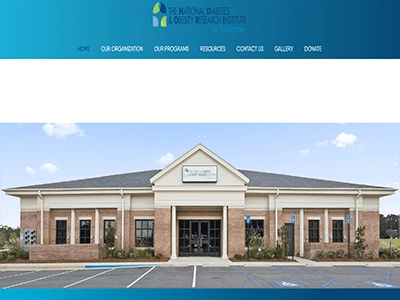 THE NATIONAL DIABETES
& OBESITY RESEARCH INSTITUTE
HOME OUR ORGANIZATION OUR PROGRAMS RESOURCES CONTACT US GALLERY DONATE